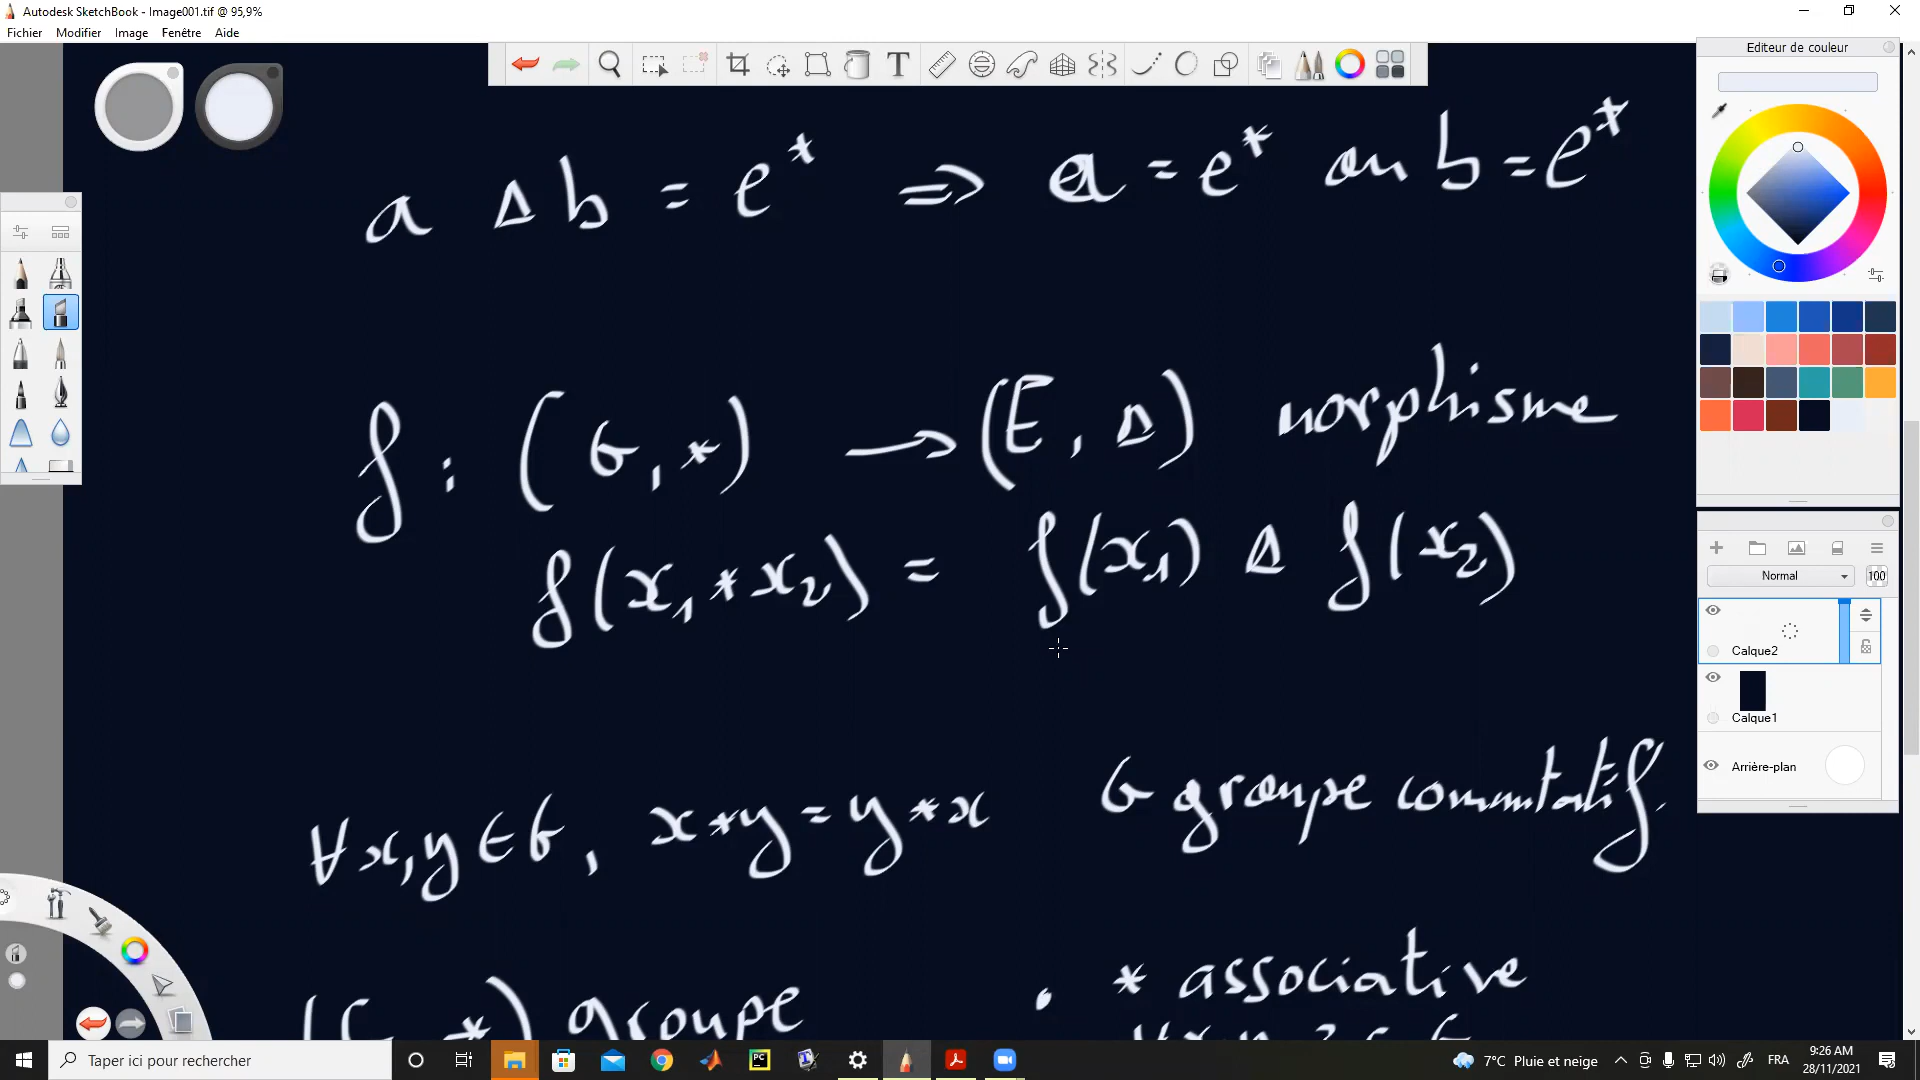 Autodesk SketchBook - Image001.tif @ 95,9%
Fichier Modifier Image Fenêtre Aide
T
Editeur de couleur
a Δ b = e* => a = e* ou b = e*
f : (G, *) → (E, Δ) morphisme
f(x₁ * x₂) = f(x₁) Δ f(x₂)
Normal 100
Calque2
Calque1
Arrière-plan
∀x, y ∈ G, x * y = y * x G groupe commutatif.
(G, *) groupe • * associative
Taper ici pour rechercher
PC
7°C Pluie et neige
FRA
9:26 AM
28/11/2021